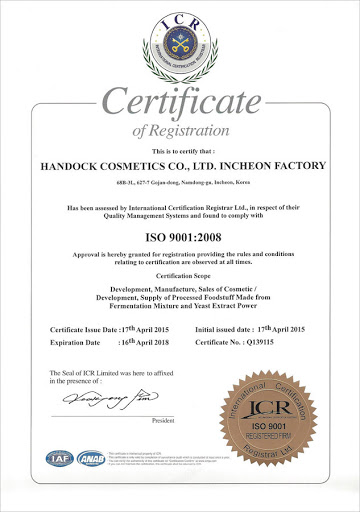 ICR
INTERNATIONAL CERTIFICATION REGISTRAR
Certificate
of Registration
This is to certify that :
HANDOCK COSMETICS CO., LTD. INCHEON FACTORY
68B-3L, 627-7 Gojan-dong, Namdong-gu, Incheon, Korea
Has been assessed by International Certification Registrar Ltd., in respect of their
Quality Management Systems and found to comply with
ISO 9001:2008
Approval is hereby granted for registration providing the rules and conditions
relating to certification are observed at all times.
Certification Scope
Development, Manufacture, Sales of Cosmetic /
Development, Supply of Processed Foodstuff Made from
Fermentation Mixture and Yeast Extract Power
Certificate Issue Date : 17th April 2015 Initial issued date : 17th April 2015
Expiration Date : 16th April 2018 Certificate No. : Q139115
The Seal of ICR Limited was here to affixed
in the presence of :
President
International Certification
ICR
ISO 9001
REGISTERED FIRM
Registrar Ltd
IAF
ANAB